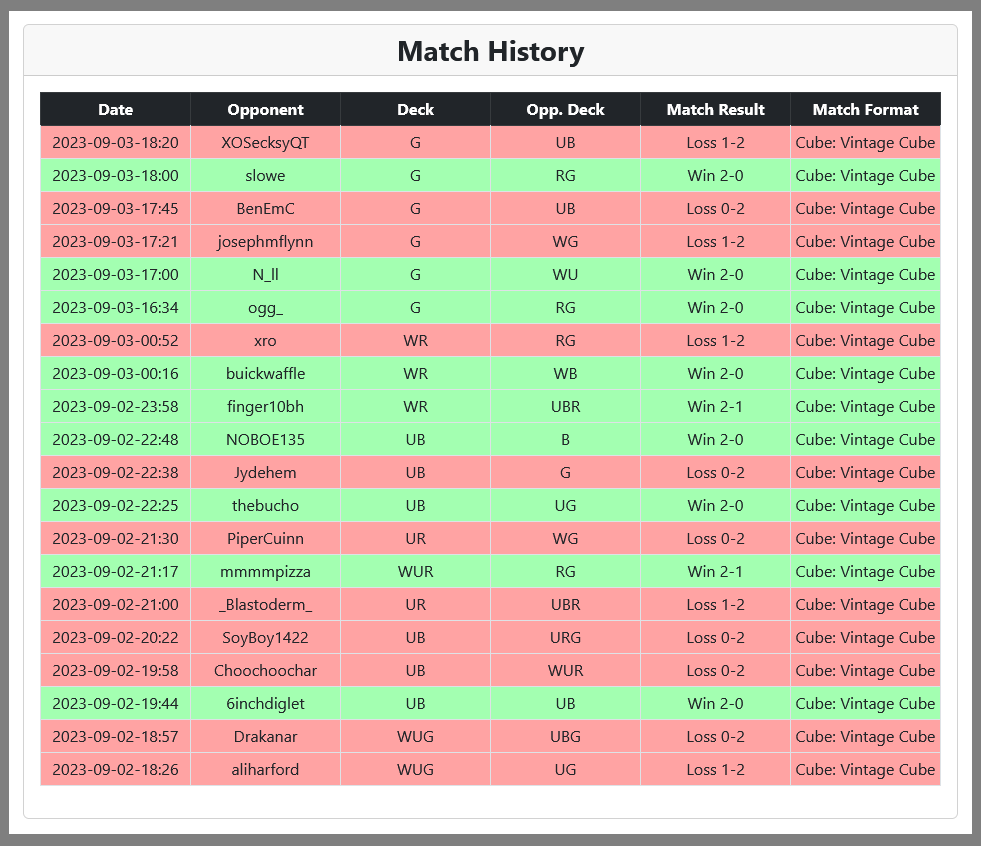 Match History
Date Opponent Deck Opp. Deck Match Result Match Format
2023-09-03-18:20 XOSecksyQT G UB Loss 1-2 Cube: Vintage Cube
2023-09-03-18:00 slowe G RG Win 2-0 Cube: Vintage Cube
2023-09-03-17:45 BenEmC G UB Loss 0-2 Cube: Vintage Cube
2023-09-03-17:21 josephmflynn G WG Loss 1-2 Cube: Vintage Cube
2023-09-03-17:00 N_ll G WU Win 2-0 Cube: Vintage Cube
2023-09-03-16:34 ogg_ G RG Win 2-0 Cube: Vintage Cube
2023-09-03-00:52 xro WR RG Loss 1-2 Cube: Vintage Cube
2023-09-03-00:16 buickwaffle WR WB Win 2-0 Cube: Vintage Cube
2023-09-02-23:58 finger10bh WR UBR Win 2-1 Cube: Vintage Cube
2023-09-02-22:48 NOBOE135 UB B Win 2-0 Cube: Vintage Cube
2023-09-02-22:38 Jydehem UB G Loss 0-2 Cube: Vintage Cube
2023-09-02-22:25 thebucho UB UG Win 2-0 Cube: Vintage Cube
2023-09-02-21:30 PiperCuinn UR WG Loss 0-2 Cube: Vintage Cube
2023-09-02-21:17 mmmmpizza WUR RG Win 2-1 Cube: Vintage Cube
2023-09-02-21:00 _Blastoderm_ UR UBR Loss 1-2 Cube: Vintage Cube
2023-09-02-20:22 SoyBoy1422 UB URG Loss 0-2 Cube: Vintage Cube
2023-09-02-19:58 Choochoochar UB WUR Loss 0-2 Cube: Vintage Cube
2023-09-02-19:44 6inchdiglet UB UB Win 2-0 Cube: Vintage Cube
2023-09-02-18:57 Drakanar WUG UBG Loss 0-2 Cube: Vintage Cube
2023-09-02-18:26 aliharford WUG UG Loss 1-2 Cube: Vintage Cube